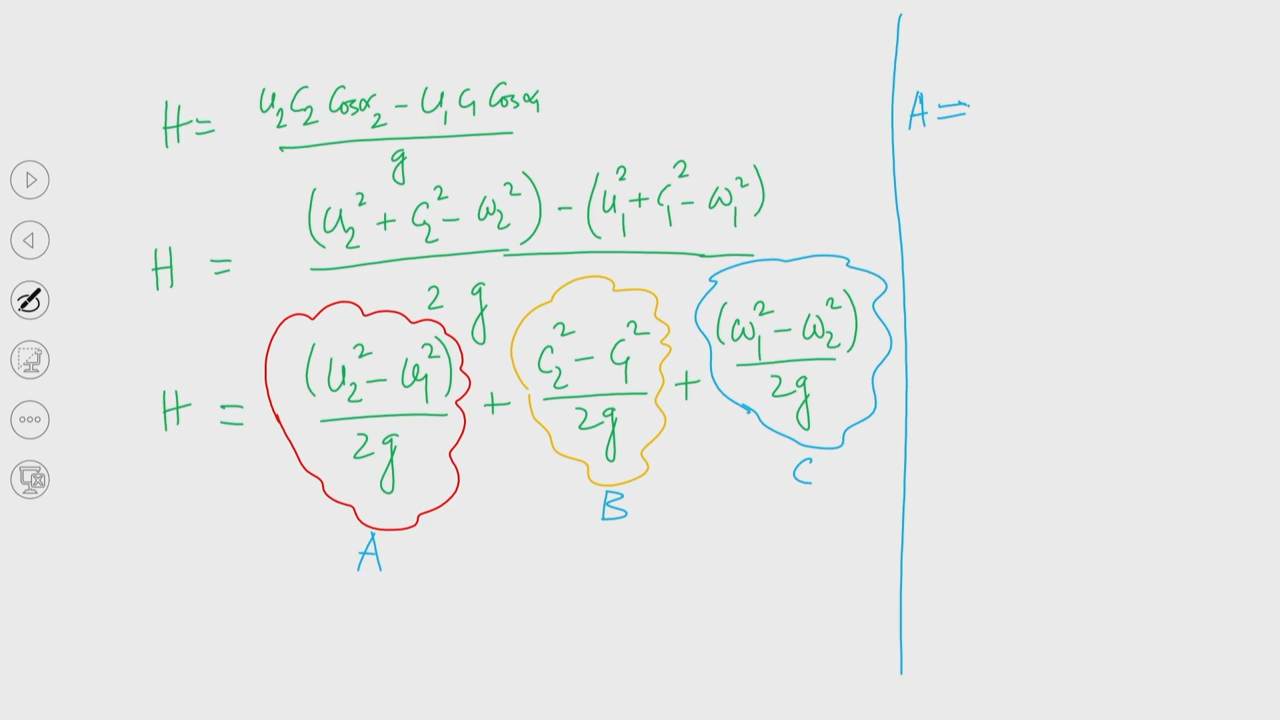 H = (u₂c₂ cosα₂ − u₁c₁ cosα₁) / g
H = ((u₂² + c₂² − ω₂²) − (u₁² + c₁² − ω₁²)) / 2g
H = (u₂² − u₁²) / 2g + (c₂² − c₁²) / 2g + (ω₁² − ω₂²) / 2g
A B C
A =